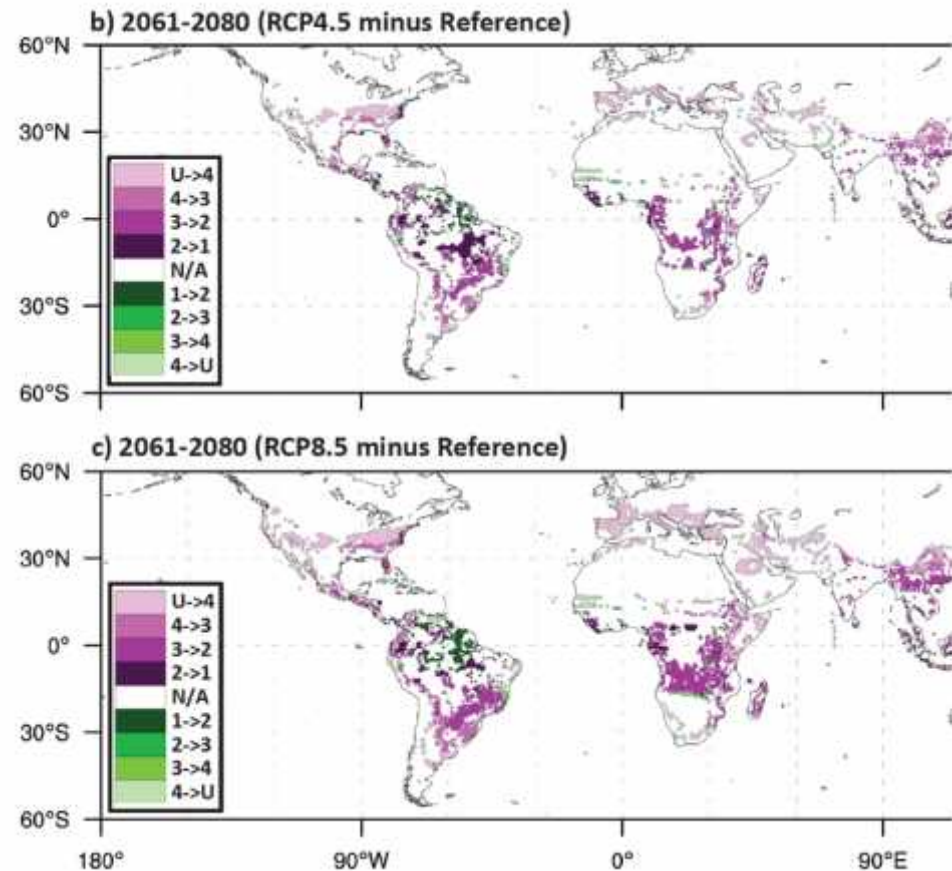 b) 2061-2080 (RCP4.5 minus Reference)
60°N
30°N
0°
30°S
60°S
U->4
4->3
3->2
2->1
N/A
1->2
2->3
3->4
4->U
c) 2061-2080 (RCP8.5 minus Reference)
60°N
30°N
0°
30°S
60°S
U->4
4->3
3->2
2->1
N/A
1->2
2->3
3->4
4->U
180°
90°W
0°
90°E